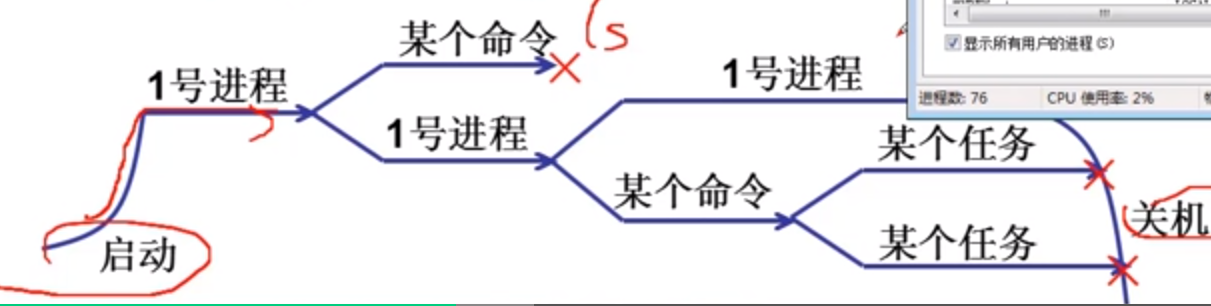 某个命令
ls
显示所有用户的进程(S)
1号进程
1号进程
进程数: 76
CPU 使用率: 2%
1号进程
某个任务
某个命令
关机
启动
某个任务